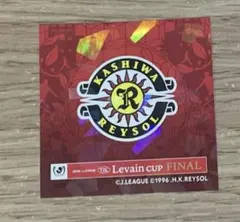 KASHIWA
R
REYSOL
Levain CUP FINAL
©J.LEAGUE ©1996 .H.K.REYSOL